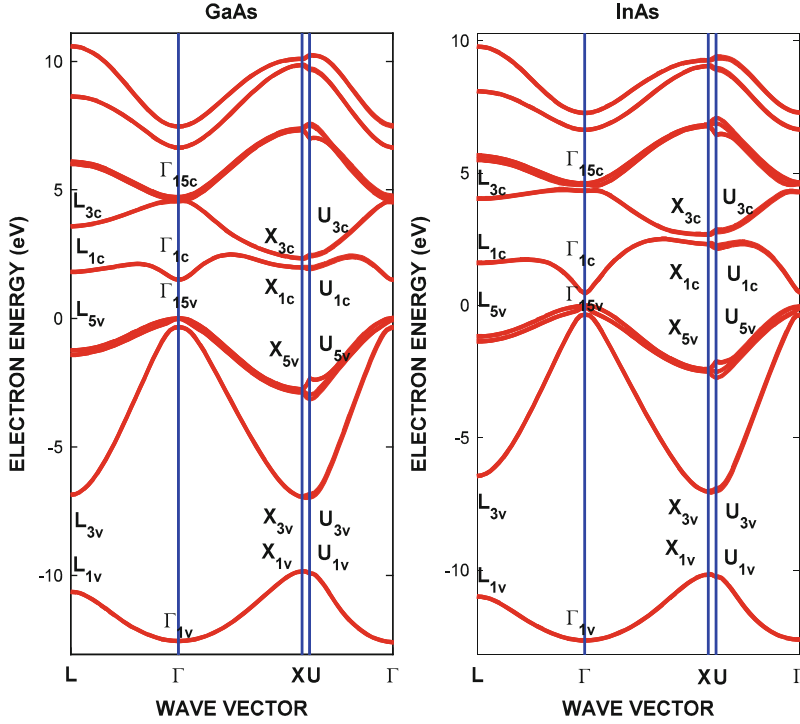 GaAs
10
5
0
-5
-10
ELECTRON ENERGY (eV)
L3c
L1c
L5v
L3v
L1v
Γ15c
Γ1c
Γ15v
Γ1v
X3c
X1c
X5v
X3v
X1v
U3c
U1c
U5v
U3v
U1v
L Γ X U Γ
WAVE VECTOR
InAs
10
5
0
-5
-10
ELECTRON ENERGY (eV)
L3c
L1c
L5v
L3v
L1v
Γ15c
Γ1c
Γ15v
Γ1v
X3c
X1c
X5v
X3v
X1v
U3c
U1c
U5v
U3v
U1v
L Γ X U Γ
WAVE VECTOR